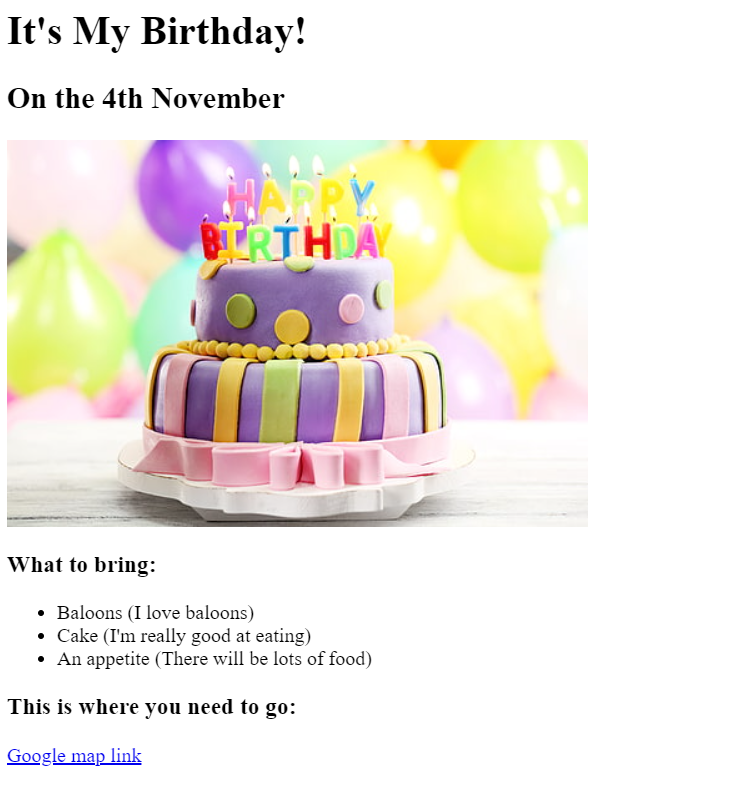 It's My Birthday!
On the 4th November
HAPPY
BIRTHDAY
What to bring:
Baloons (I love baloons)
Cake (I'm really good at eating)
An appetite (There will be lots of food)
This is where you need to go:
Google map link